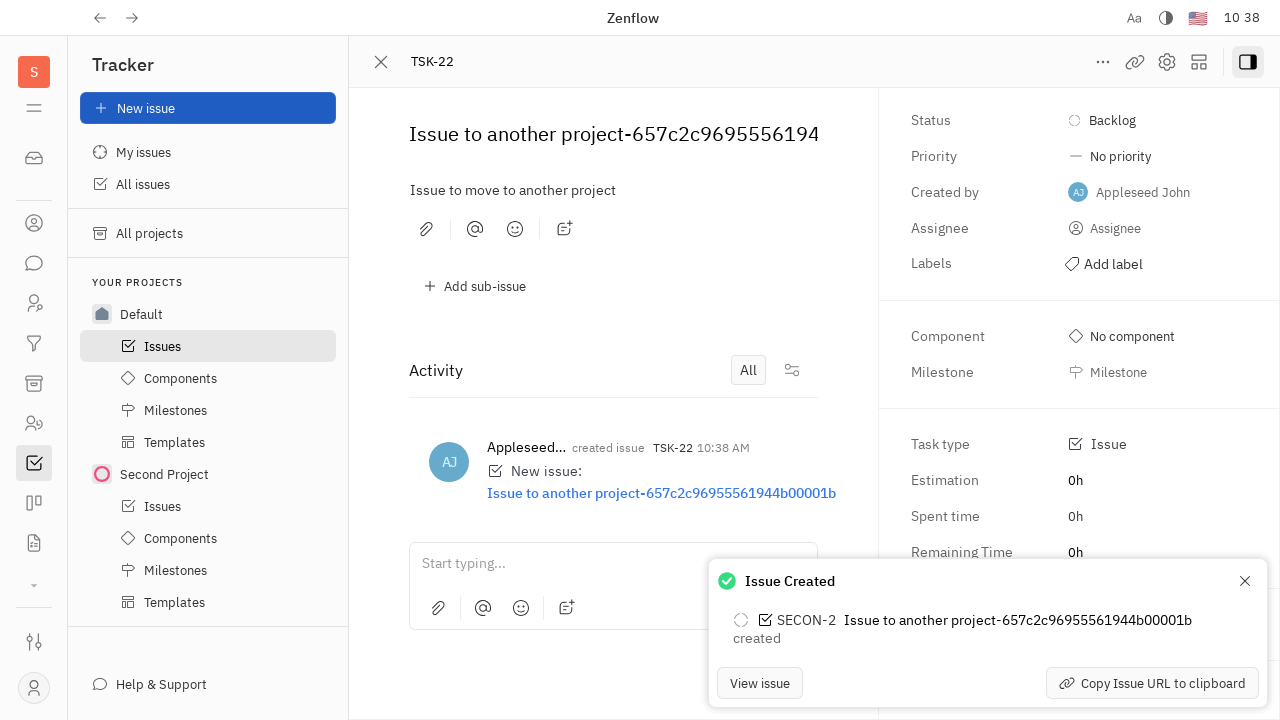 Zenflow
Aa
10 38
S
Tracker
New issue
My issues
All issues
All projects
YOUR PROJECTS
Default
Issues
Components
Milestones
Templates
Second Project
Issues
Components
Milestones
Templates
Help & Support
TSK-22
Issue to another project-657c2c9695556194
Issue to move to another project
Add sub-issue
Activity
All
AJ
Appleseed... created issue TSK-22 10:38 AM
New issue:
Issue to another project-657c2c96955561944b00001b
Start typing...
Status Backlog
Priority No priority
Created by AJ Appleseed John
Assignee Assignee
Labels Add label
Component No component
Milestone Milestone
Task type Issue
Estimation 0h
Spent time 0h
Remaining Time 0h
Issue Created
SECON-2 Issue to another project-657c2c96955561944b00001b
created
View issue
Copy Issue URL to clipboard